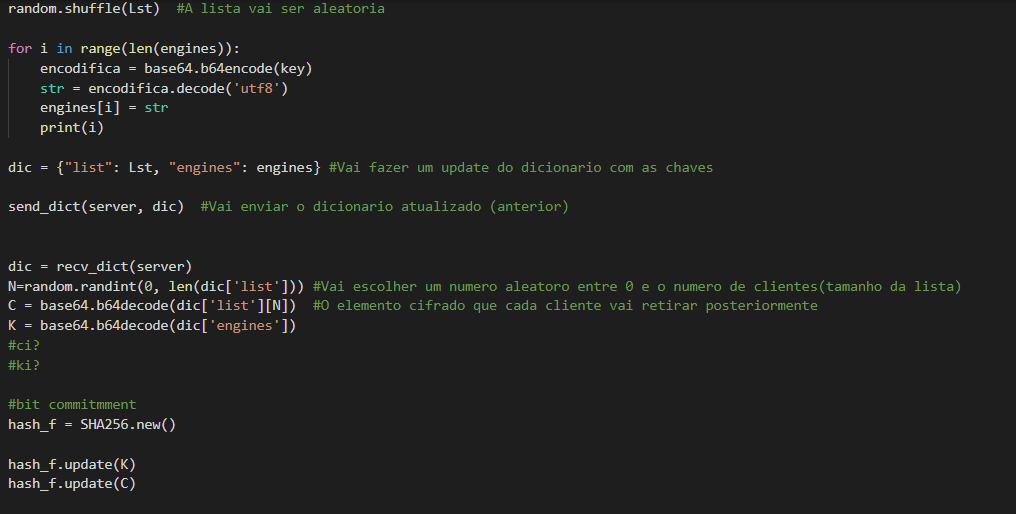 random.shuffle(Lst)  #A lista vai ser aleatoria
for i in range(len(engines)):
    encodifica = base64.b64encode(key)
    str = encodifica.decode('utf8')
    engines[i] = str
    print(i)
dic = {"list": Lst, "engines": engines} #Vai fazer um update do dicionario com as chaves
send_dict(server, dic)  #Vai enviar o dicionario atualizado (anterior)
dic = recv_dict(server)
N=random.randint(0, len(dic['list'])) #Vai escolher um numero aleatoro entre 0 e o numero de clientes(tamanho da lista)
C = base64.b64decode(dic['list'][N])  #O elemento cifrado que cada cliente vai retirar posteriormente
K = base64.b64decode(dic['engines'])
#ci?
#ki?
#bit commitmment
hash_f = SHA256.new()
hash_f.update(K)
hash_f.update(C)